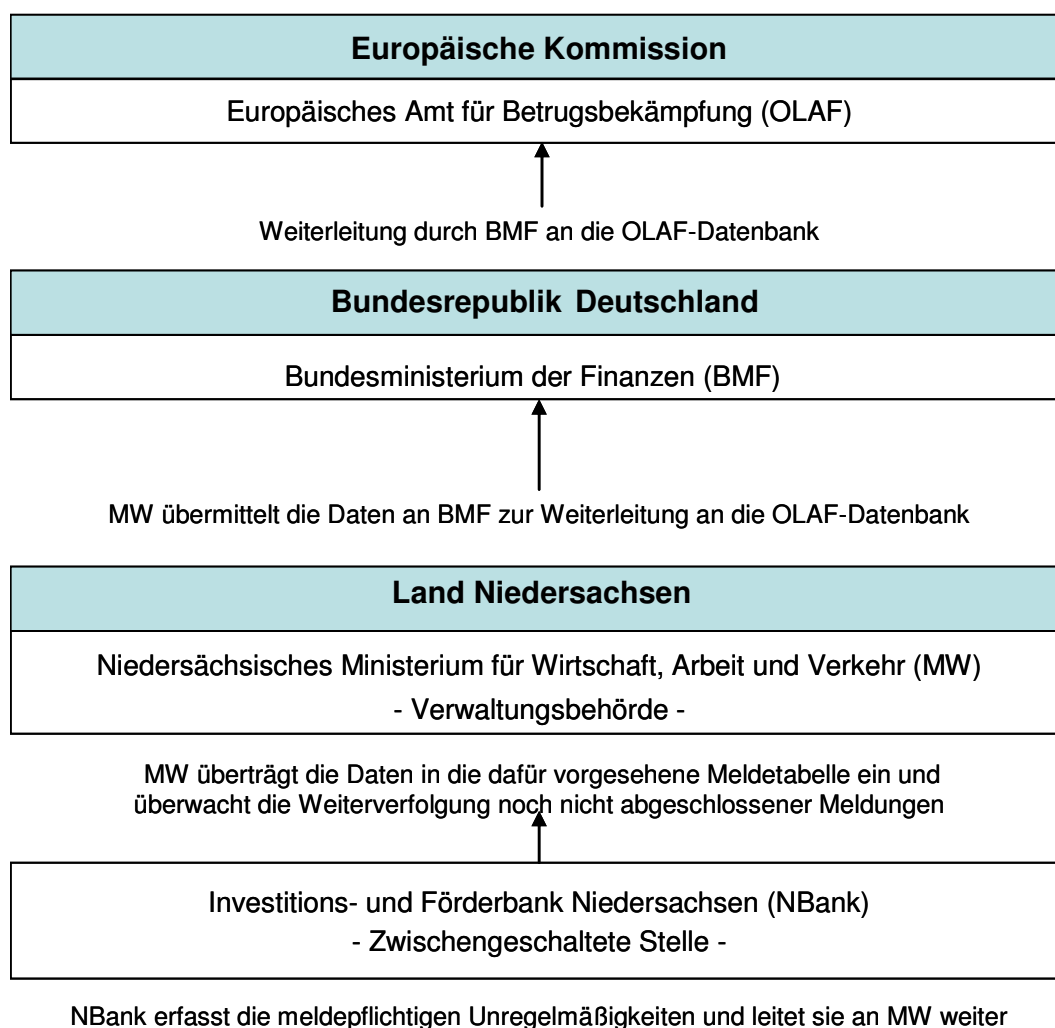 Europäische Kommission
Europäisches Amt für Betrugsbekämpfung (OLAF)
Weiterleitung durch BMF an die OLAF-Datenbank
Bundesrepublik Deutschland
Bundesministerium der Finanzen (BMF)
MW übermittelt die Daten an BMF zur Weiterleitung an die OLAF-Datenbank
Land Niedersachsen
Niedersächsisches Ministerium für Wirtschaft, Arbeit und Verkehr (MW)
- Verwaltungsbehörde -
MW überträgt die Daten in die dafür vorgesehene Meldetabelle ein und
überwacht die Weiterverfolgung noch nicht abgeschlossener Meldungen
Investitions- und Förderbank Niedersachsen (NBank)
- Zwischengeschaltete Stelle -
NBank erfasst die meldepflichtigen Unregelmäßigkeiten und leitet sie an MW weiter